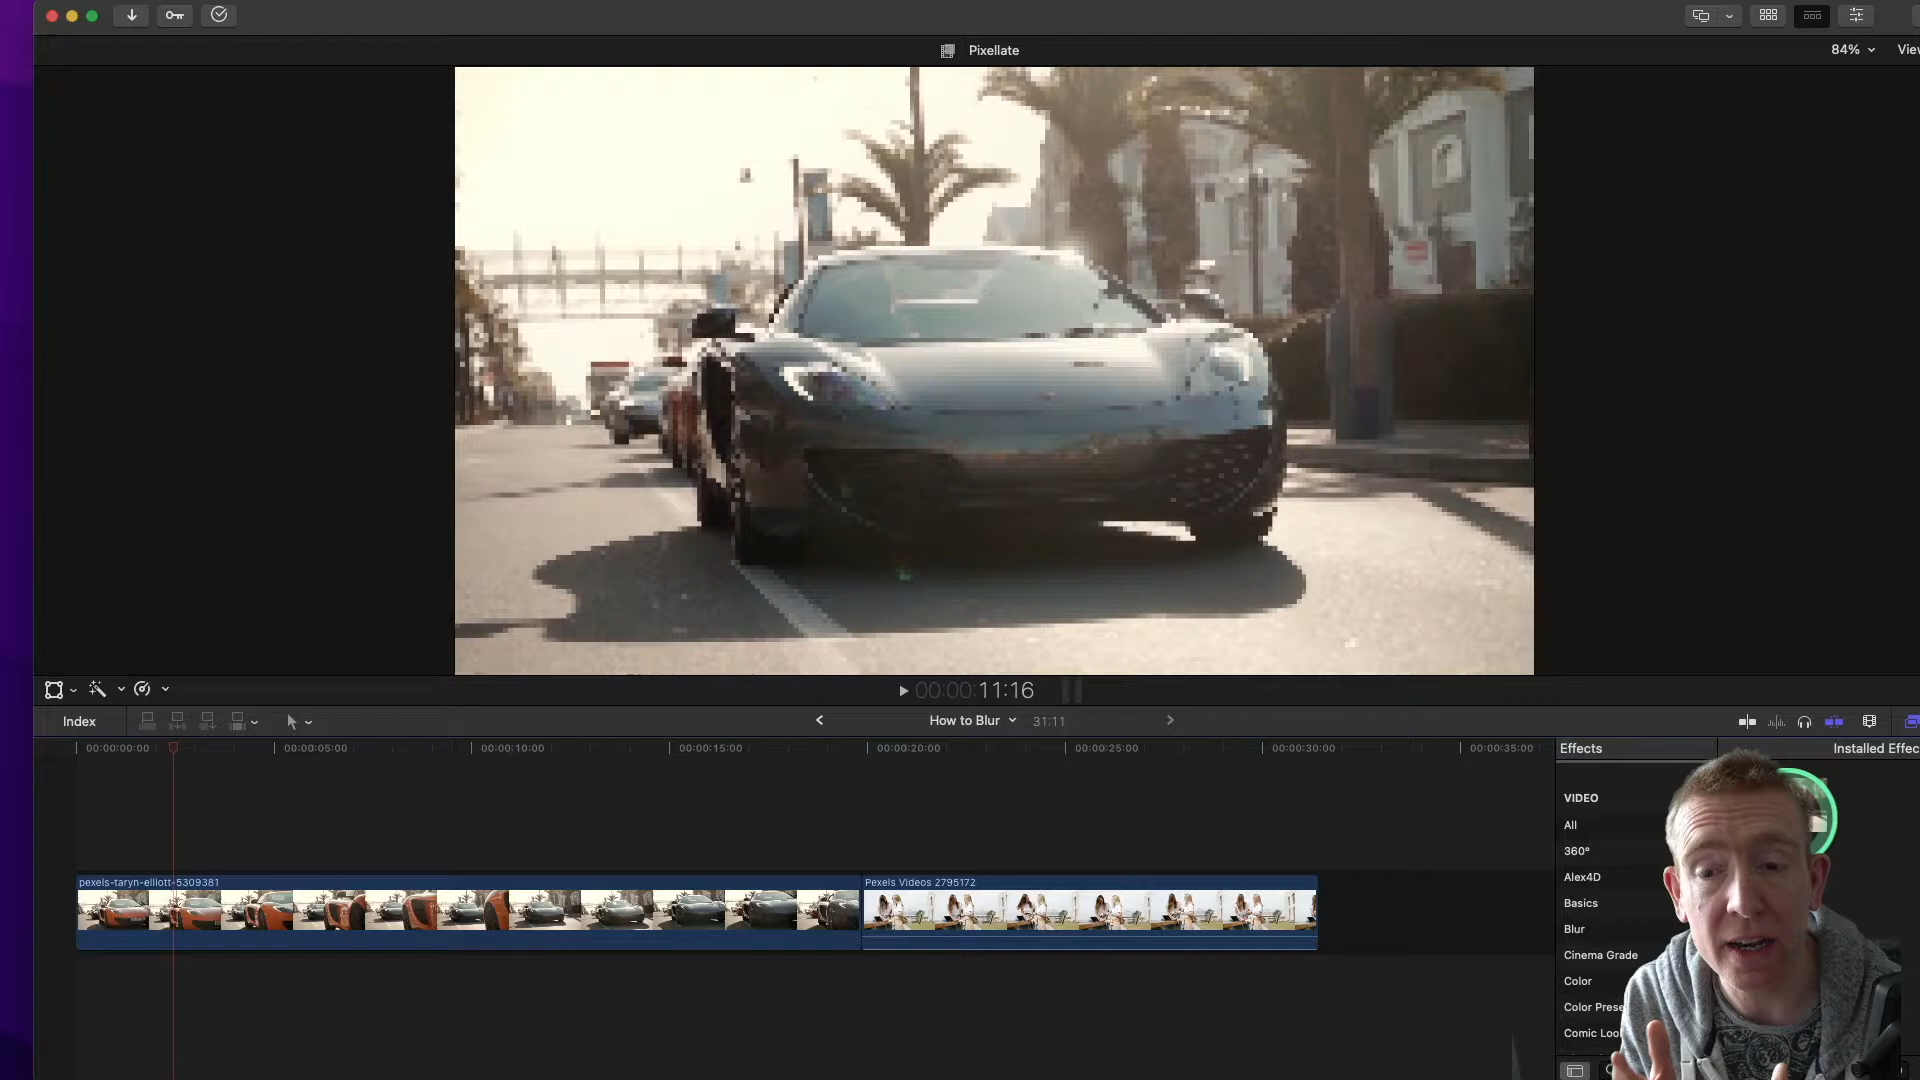 Pixellate
84%
Vie
00:00:11:16
Index
How to Blur
31:11
00:00:00:00
00:00:05:00
00:00:10:00
00:00:15:00
00:00:20:00
00:00:25:00
00:00:30:00
00:00:35:00
Effects
Installed Effec
VIDEO
All
360°
Alex4D
Basics
Blur
Cinema Grade
Color
Color Prese
Comic Loo
pexels-taryn-elliott-5309381
Pexels Videos 2795172